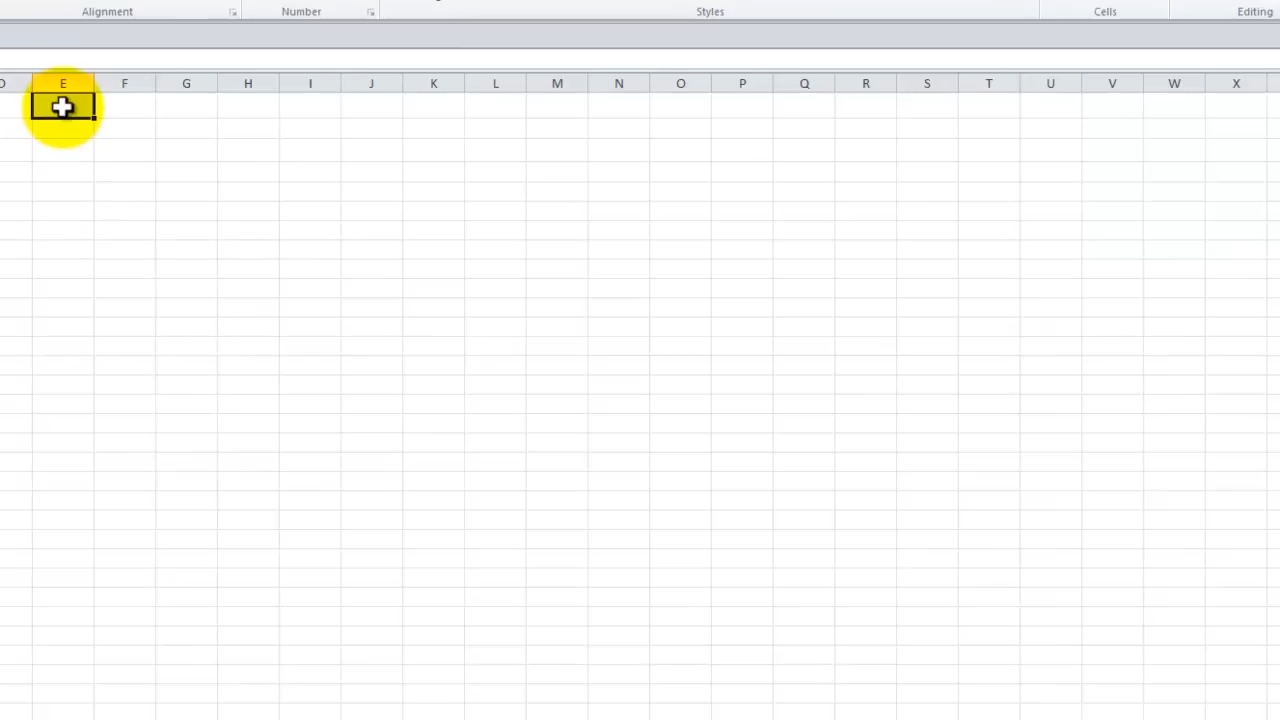 Alignment Number Styles Cells Editing
E F G H I J K L M N O P Q R S T U V W X